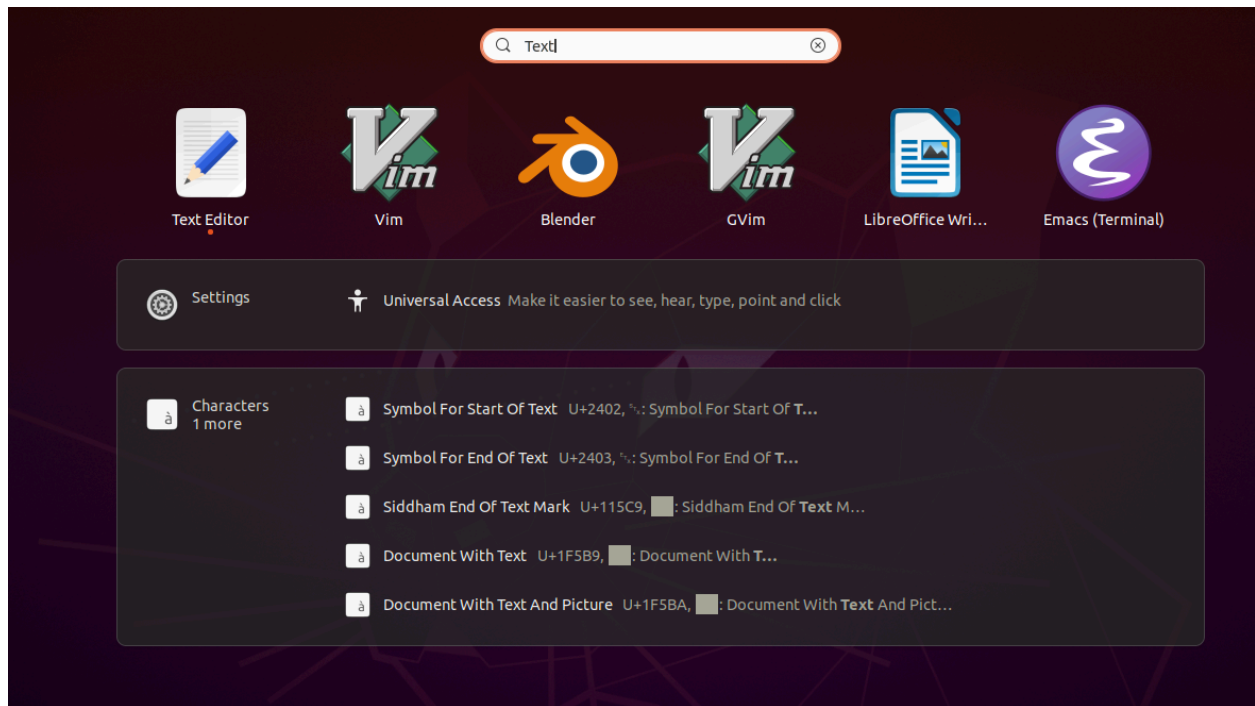 Text
Text Editor
Vim
Blender
GVim
LibreOffice Wri...
Emacs (Terminal)
Settings
Universal Access Make it easier to see, hear, type, point and click
Characters
1 more
Symbol For Start Of Text U+2402, ␂: Symbol For Start Of T...
Symbol For End Of Text U+2403, ␃: Symbol For End Of T...
Siddham End Of Text Mark U+115C9, : Siddham End Of Text M...
Document With Text U+1F5B9, : Document With T...
Document With Text And Picture U+1F5BA, : Document With Text And Pict...